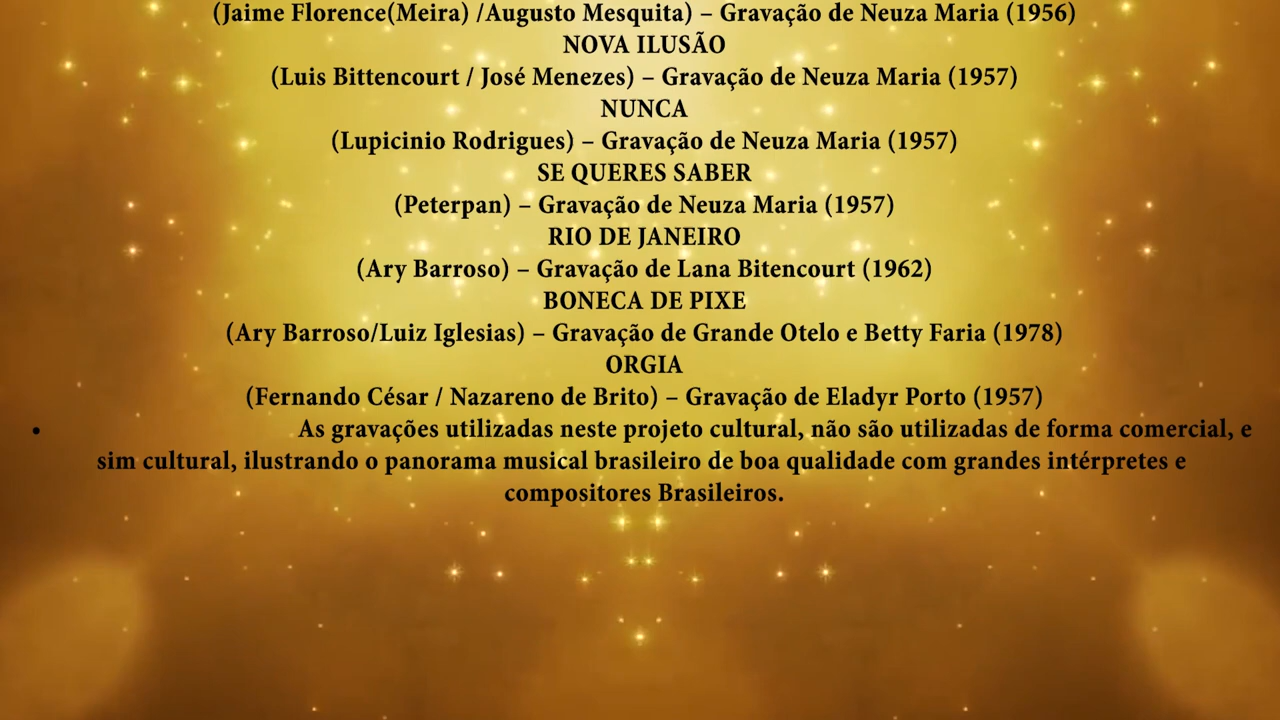 (Jaime Florence(Meira) /Augusto Mesquita) – Gravação de Neuza Maria (1956)
NOVA ILUSÃO
(Luis Bittencourt / José Menezes) – Gravação de Neuza Maria (1957)
NUNCA
(Lupicinio Rodrigues) – Gravação de Neuza Maria (1957)
SE QUERES SABER
(Peterpan) – Gravação de Neuza Maria (1957)
RIO DE JANEIRO
(Ary Barroso) – Gravação de Lana Bitencourt (1962)
BONECA DE PIXE
(Ary Barroso/Luiz Iglesias) – Gravação de Grande Otelo e Betty Faria (1978)
ORGIA
(Fernando César / Nazareno de Brito) – Gravação de Eladyr Porto (1957)
• As gravações utilizadas neste projeto cultural, não são utilizadas de forma comercial, e
sim cultural, ilustrando o panorama musical brasileiro de boa qualidade com grandes intérpretes e
compositores Brasileiros.